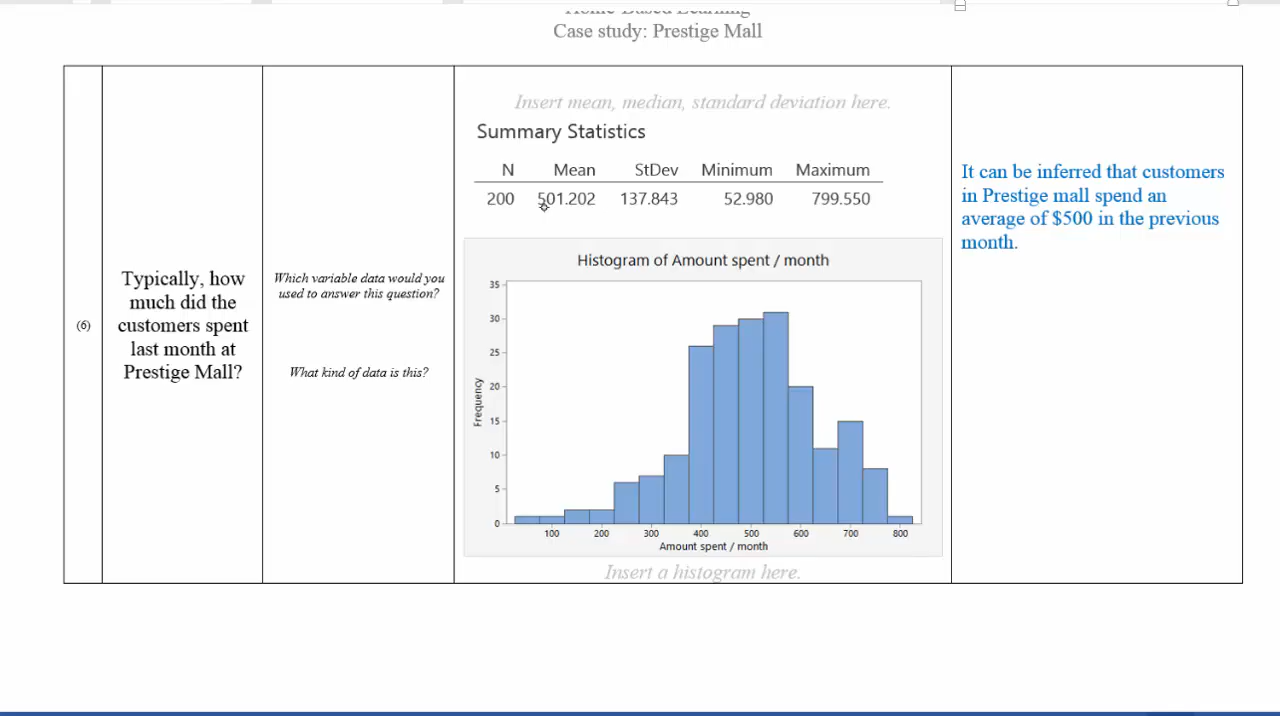 Home-Based Learning
Case study: Prestige Mall
(6)
Typically, how
much did the
customers spent
last month at
Prestige Mall?
Which variable data would you
used to answer this question?
What kind of data is this?
Insert mean, median, standard deviation here.
Summary Statistics
N Mean StDev Minimum Maximum
200 501.202 137.843 52.980 799.550
Histogram of Amount spent / month
35
30
25
20
15
10
5
0
Frequency
100 200 300 400 500 600 700 800
Amount spent / month
Insert a histogram here.
It can be inferred that customers
in Prestige mall spend an
average of $500 in the previous
month.